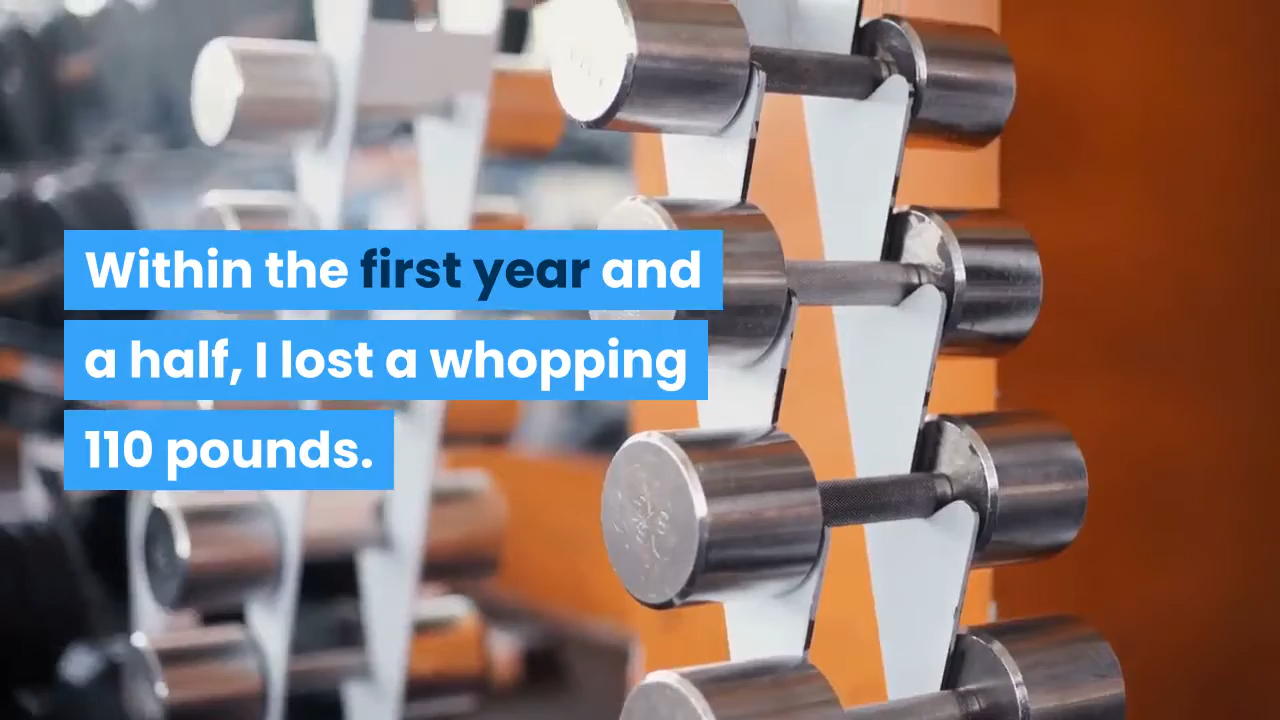 Within the first year and
a half, I lost a whopping
110 pounds.